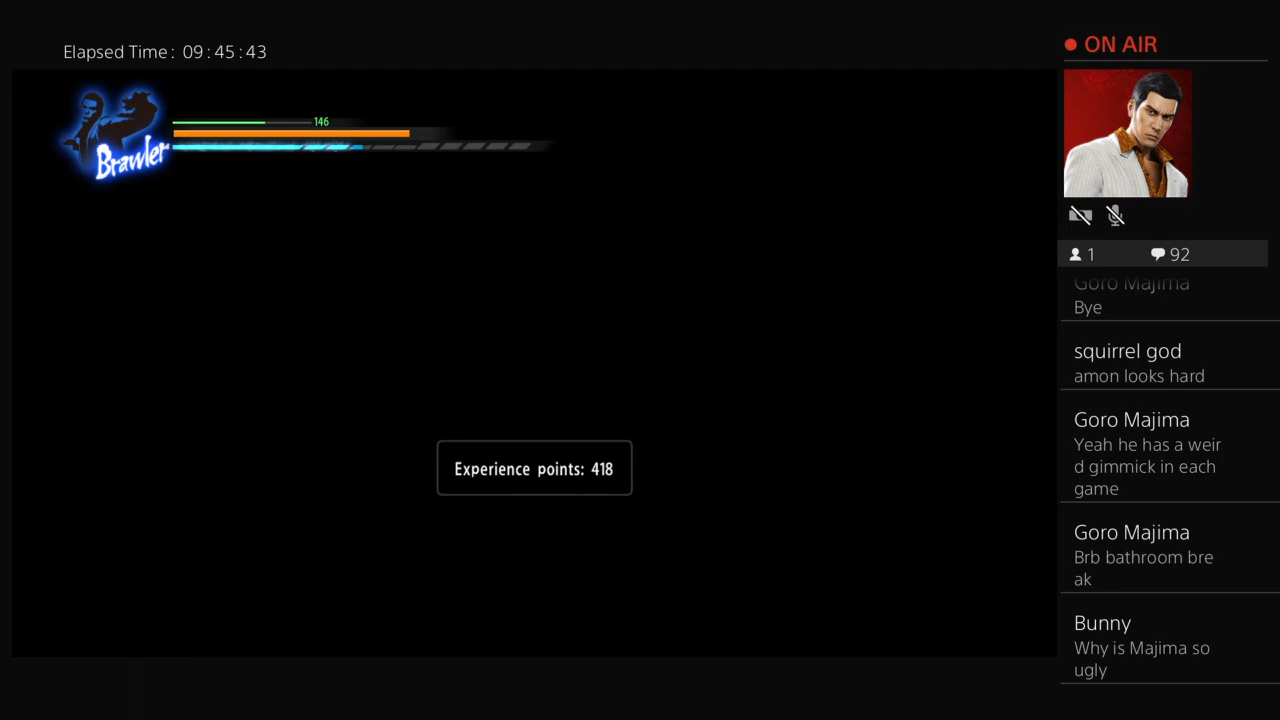 Elapsed Time: 09:45:43
ON AIR
Brawler
146
1
92
Goro Majima
Bye
squirrel god
amon looks hard
Goro Majima
Yeah he has a weir
d gimmick in each
game
Experience points: 418
Goro Majima
Brb bathroom bre
ak
Bunny
Why is Majima so
ugly